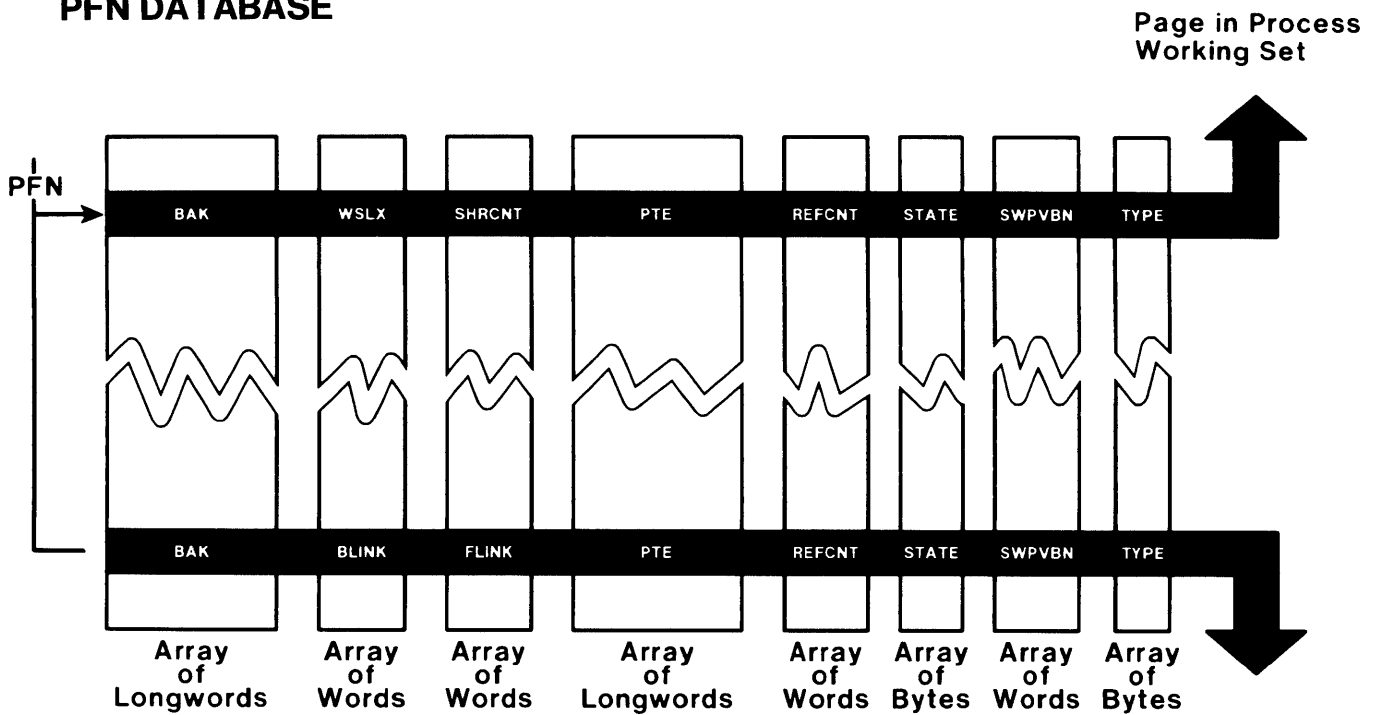 PFN DATABASE
Page in Process
Working Set
PFN
BAK WSLX SHRCNT PTE REFCNT STATE SWPVBN TYPE
BAK BLINK FLINK PTE REFCNT STATE SWPVBN TYPE
Array of Longwords
Array of Words
Array of Words
Array of Longwords
Array of Words
Array of Bytes
Array of Words
Array of Bytes